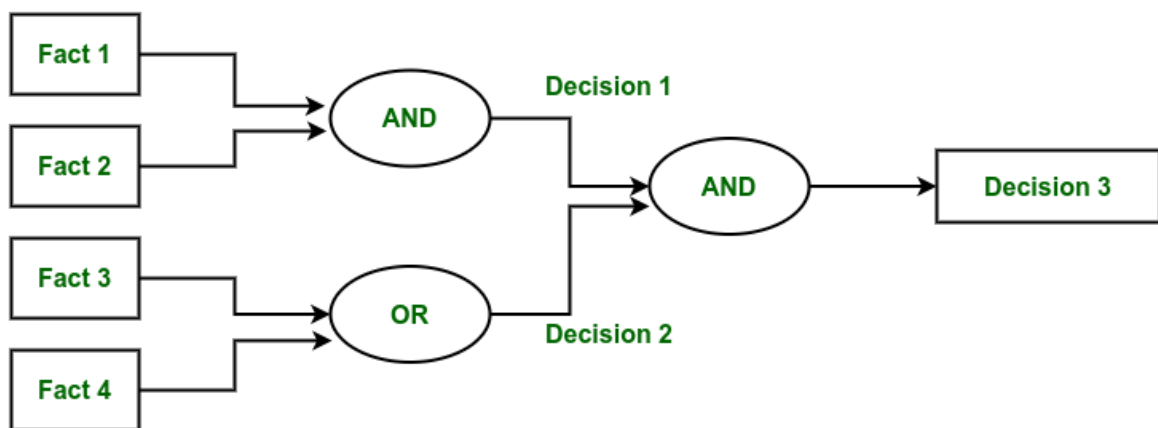 Fact 1
Fact 2
Fact 3
Fact 4
AND
OR
Decision 1
Decision 2
AND
Decision 3